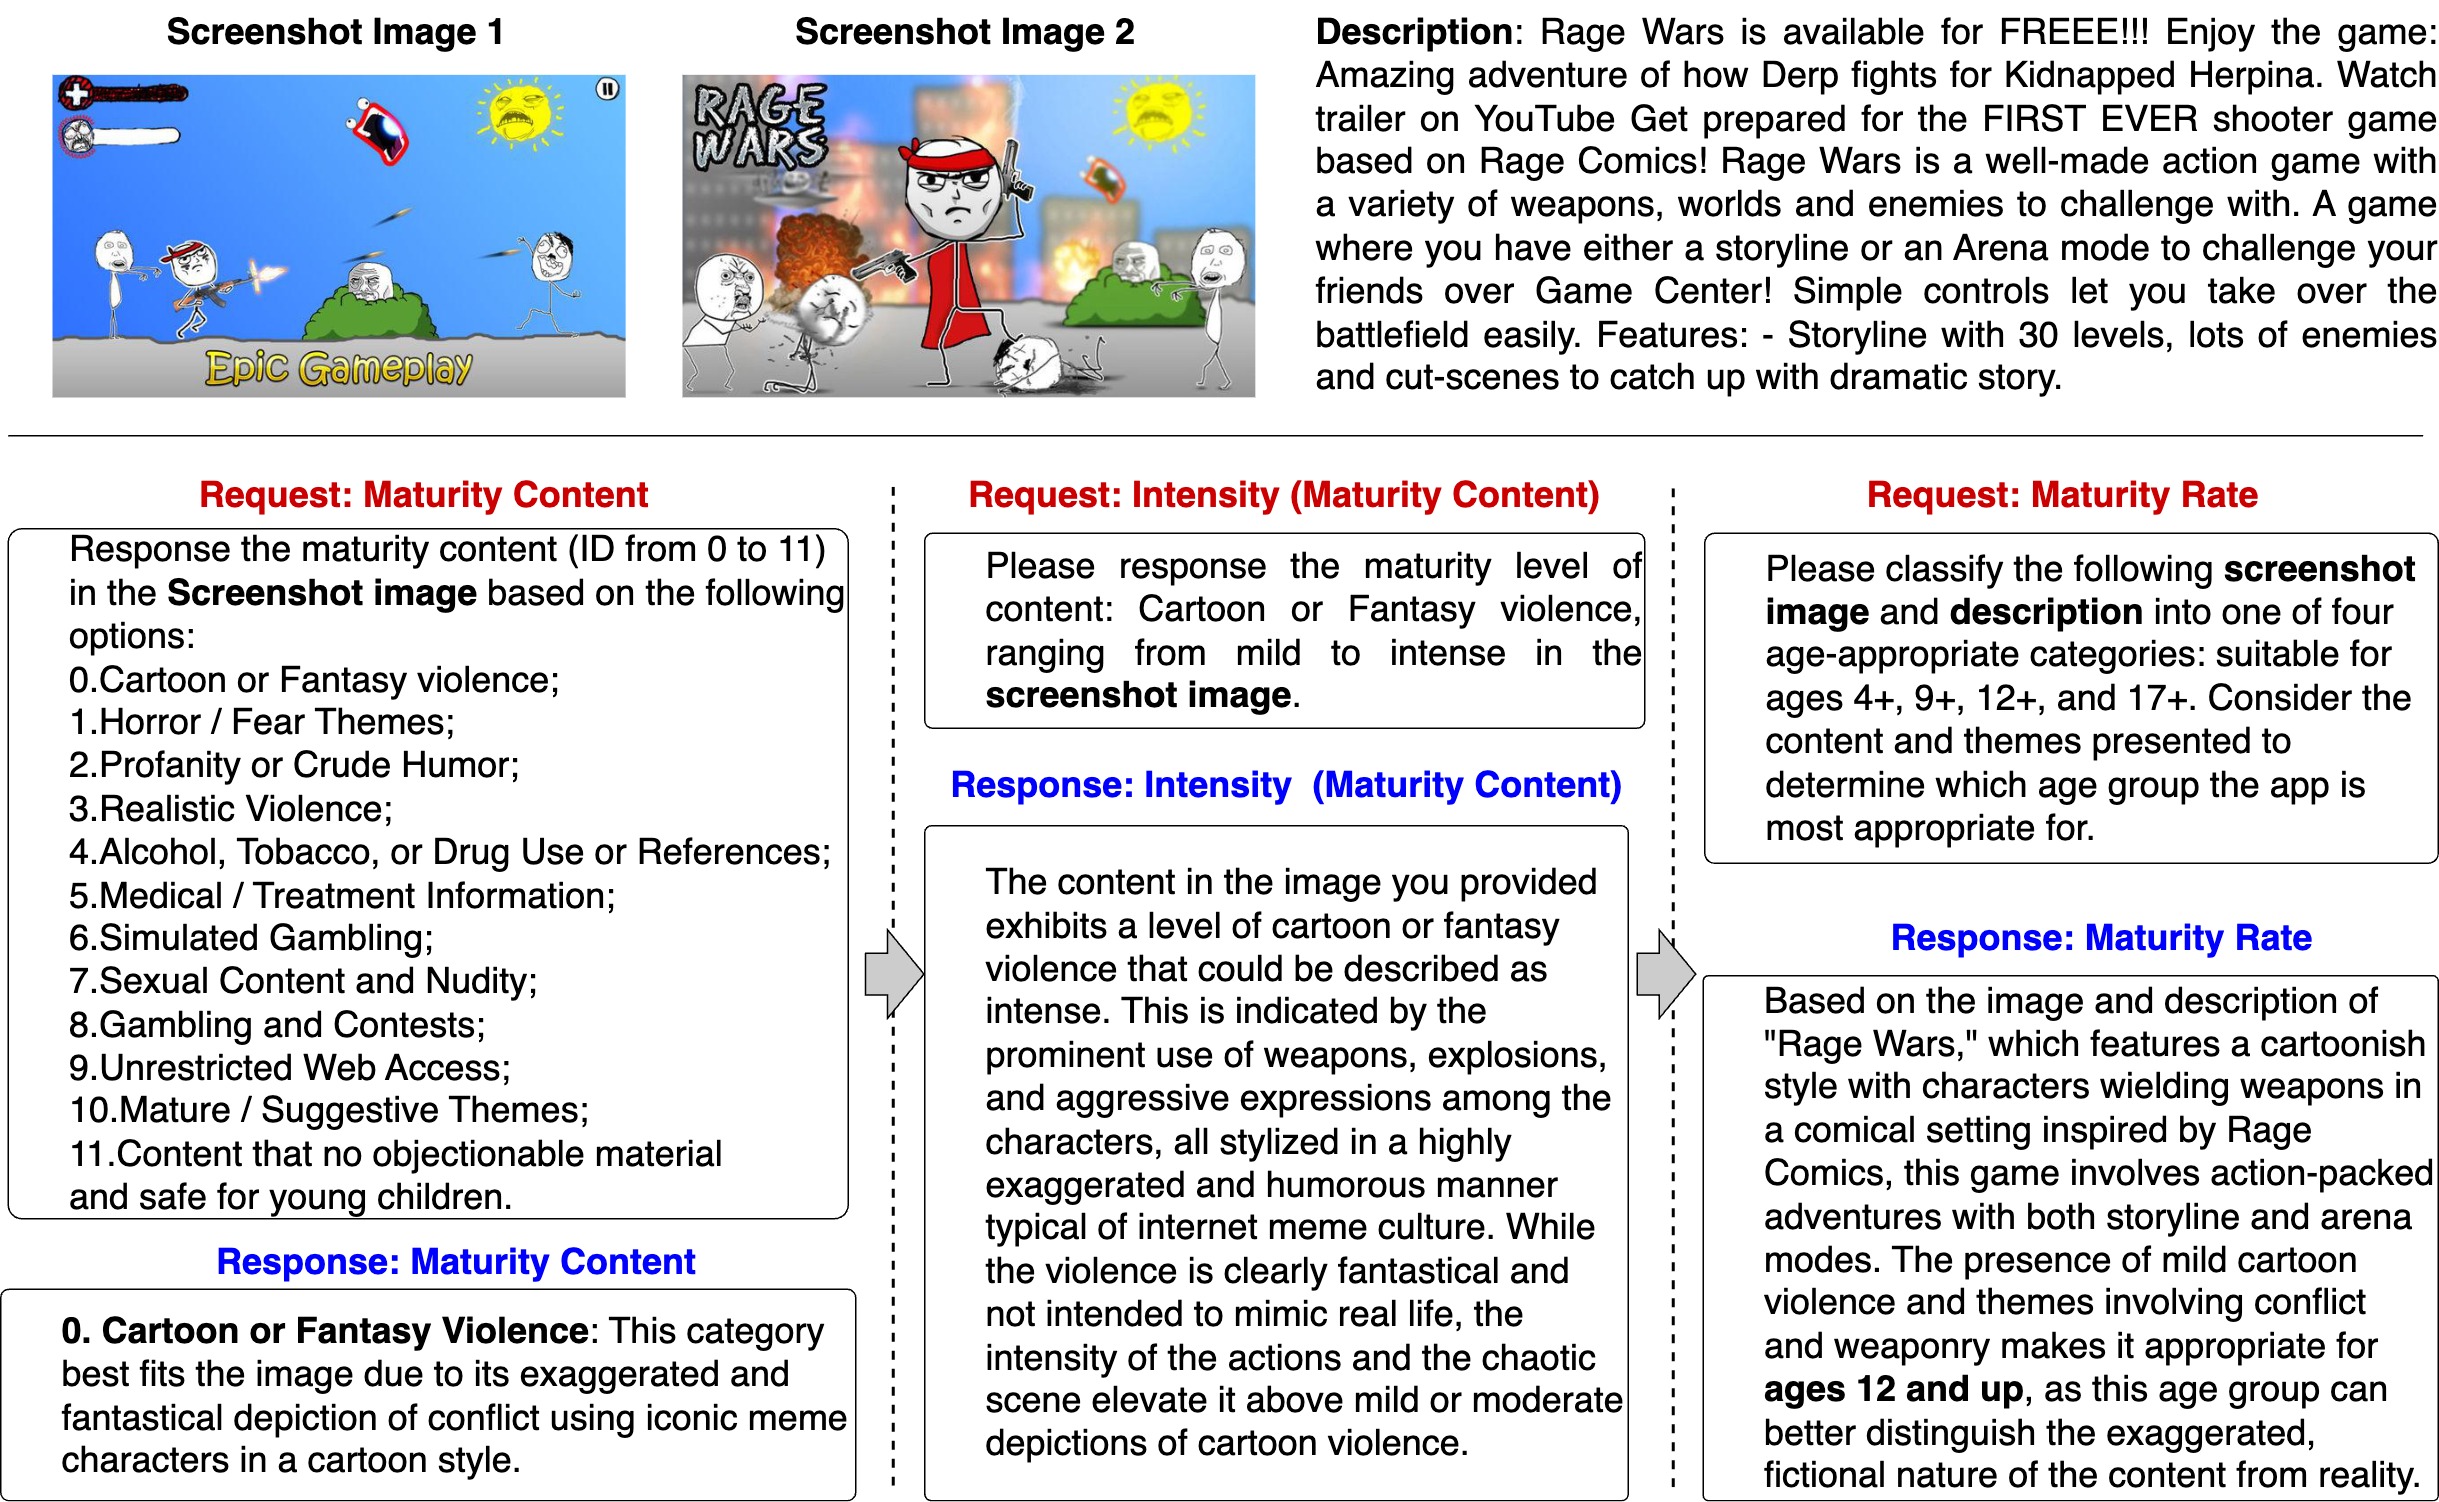 Screenshot Image 1
Epic Gameplay
Screenshot Image 2
RAGE
WARS
Description: Rage Wars is available for FREEE!!! Enjoy the game:
Amazing adventure of how Derp fights for Kidnapped Herpina. Watch
trailer on YouTube Get prepared for the FIRST EVER shooter game
based on Rage Comics! Rage Wars is a well-made action game with
a variety of weapons, worlds and enemies to challenge with. A game
where you have either a storyline or an Arena mode to challenge your
friends over Game Center! Simple controls let you take over the
battlefield easily. Features: - Storyline with 30 levels, lots of enemies
and cut-scenes to catch up with dramatic story.
Request: Maturity Content
Response the maturity content (ID from 0 to 11)
in the Screenshot image based on the following
options:
0.Cartoon or Fantasy violence;
1.Horror / Fear Themes;
2.Profanity or Crude Humor;
3.Realistic Violence;
4.Alcohol, Tobacco, or Drug Use or References;
5.Medical / Treatment Information;
6.Simulated Gambling;
7.Sexual Content and Nudity;
8.Gambling and Contests;
9.Unrestricted Web Access;
10.Mature / Suggestive Themes;
11.Content that no objectionable material
and safe for young children.
Response: Maturity Content
0. Cartoon or Fantasy Violence: This category
best fits the image due to its exaggerated and
fantastical depiction of conflict using iconic meme
characters in a cartoon style.
Request: Intensity (Maturity Content)
Please response the maturity level of
content: Cartoon or Fantasy violence,
ranging from mild to intense in the
screenshot image.
Response: Intensity (Maturity Content)
The content in the image you provided
exhibits a level of cartoon or fantasy
violence that could be described as
intense. This is indicated by the
prominent use of weapons, explosions,
and aggressive expressions among the
characters, all stylized in a highly
exaggerated and humorous manner
typical of internet meme culture. While
the violence is clearly fantastical and
not intended to mimic real life, the
intensity of the actions and the chaotic
scene elevate it above mild or moderate
depictions of cartoon violence.
Request: Maturity Rate
Please classify the following screenshot
image and description into one of four
age-appropriate categories: suitable for
ages 4+, 9+, 12+, and 17+. Consider the
content and themes presented to
determine which age group the app is
most appropriate for.
Response: Maturity Rate
Based on the image and description of
"Rage Wars," which features a cartoonish
style with characters wielding weapons in
a comical setting inspired by Rage
Comics, this game involves action-packed
adventures with both storyline and arena
modes. The presence of mild cartoon
violence and themes involving conflict
and weaponry makes it appropriate for
ages 12 and up, as this age group can
better distinguish the exaggerated,
fictional nature of the content from reality.